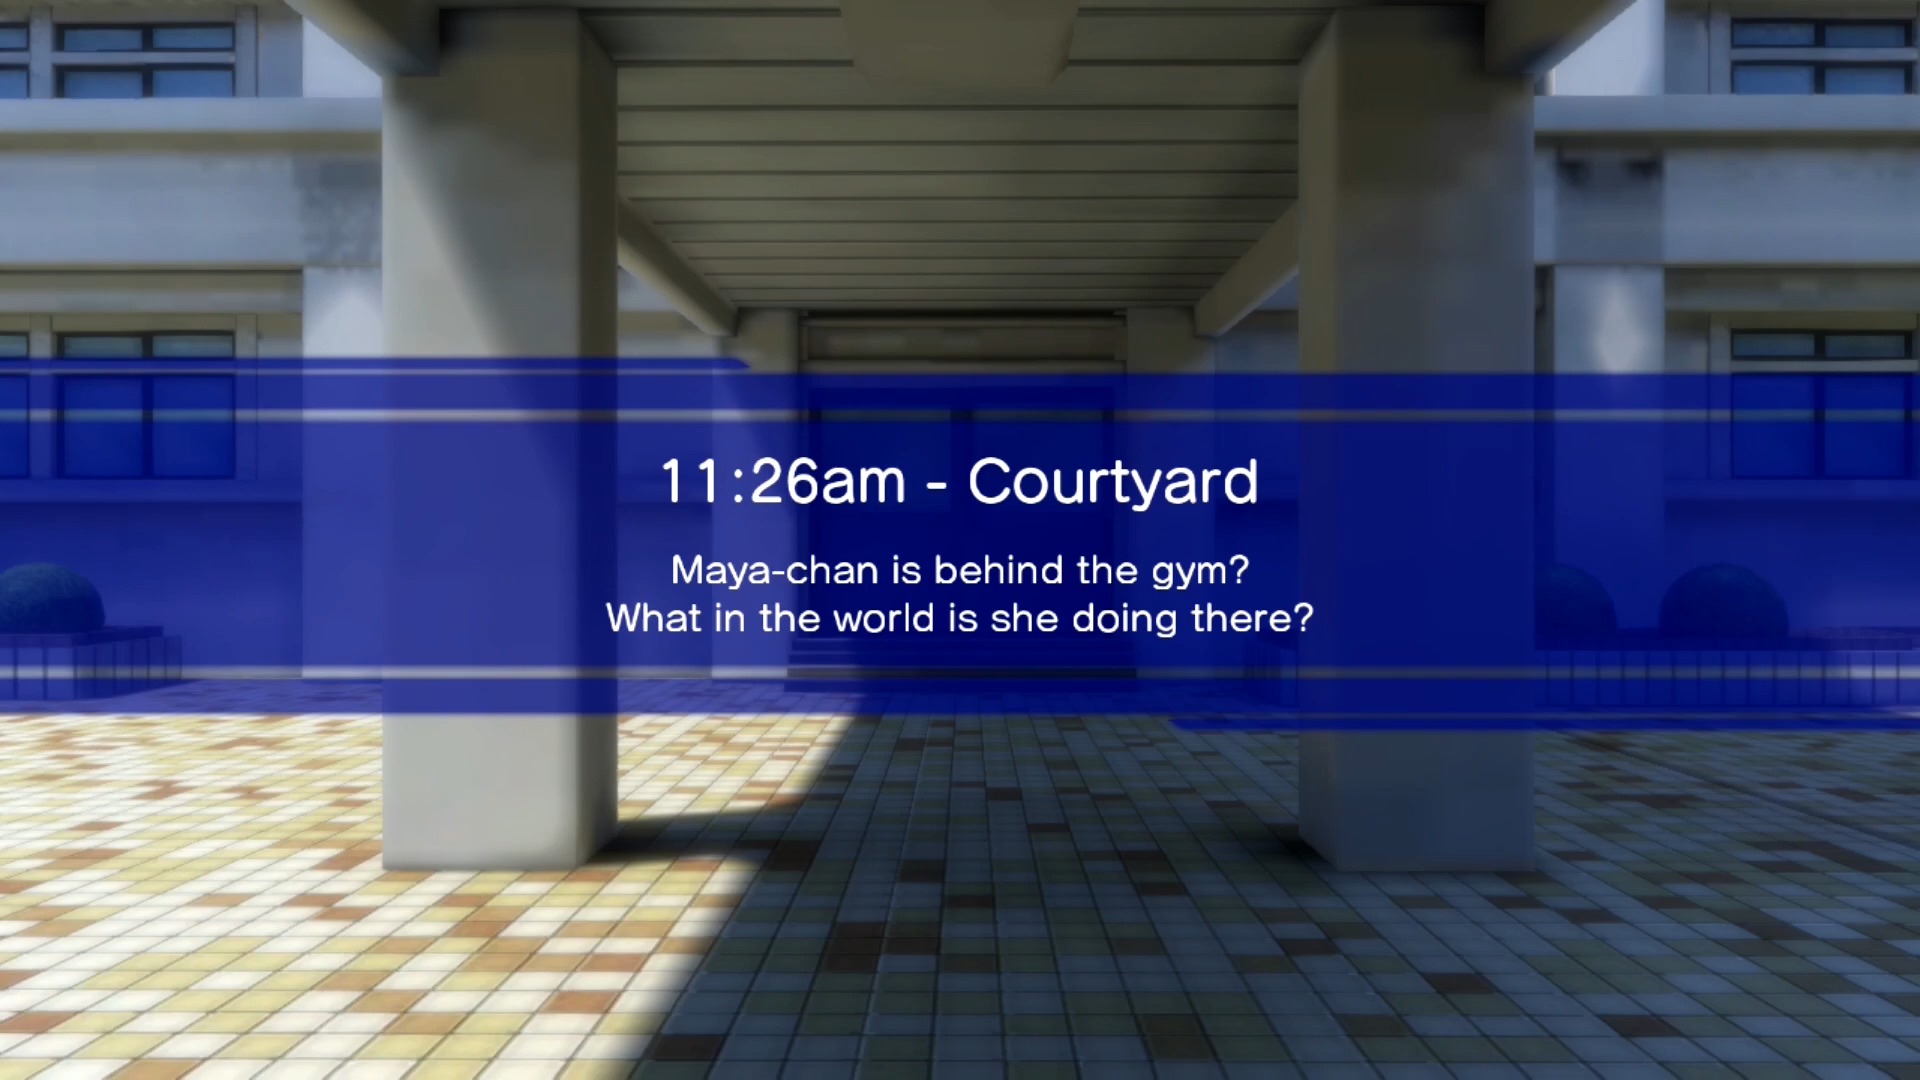 11:26am - Courtyard
Maya-chan is behind the gym?
What in the world is she doing there?